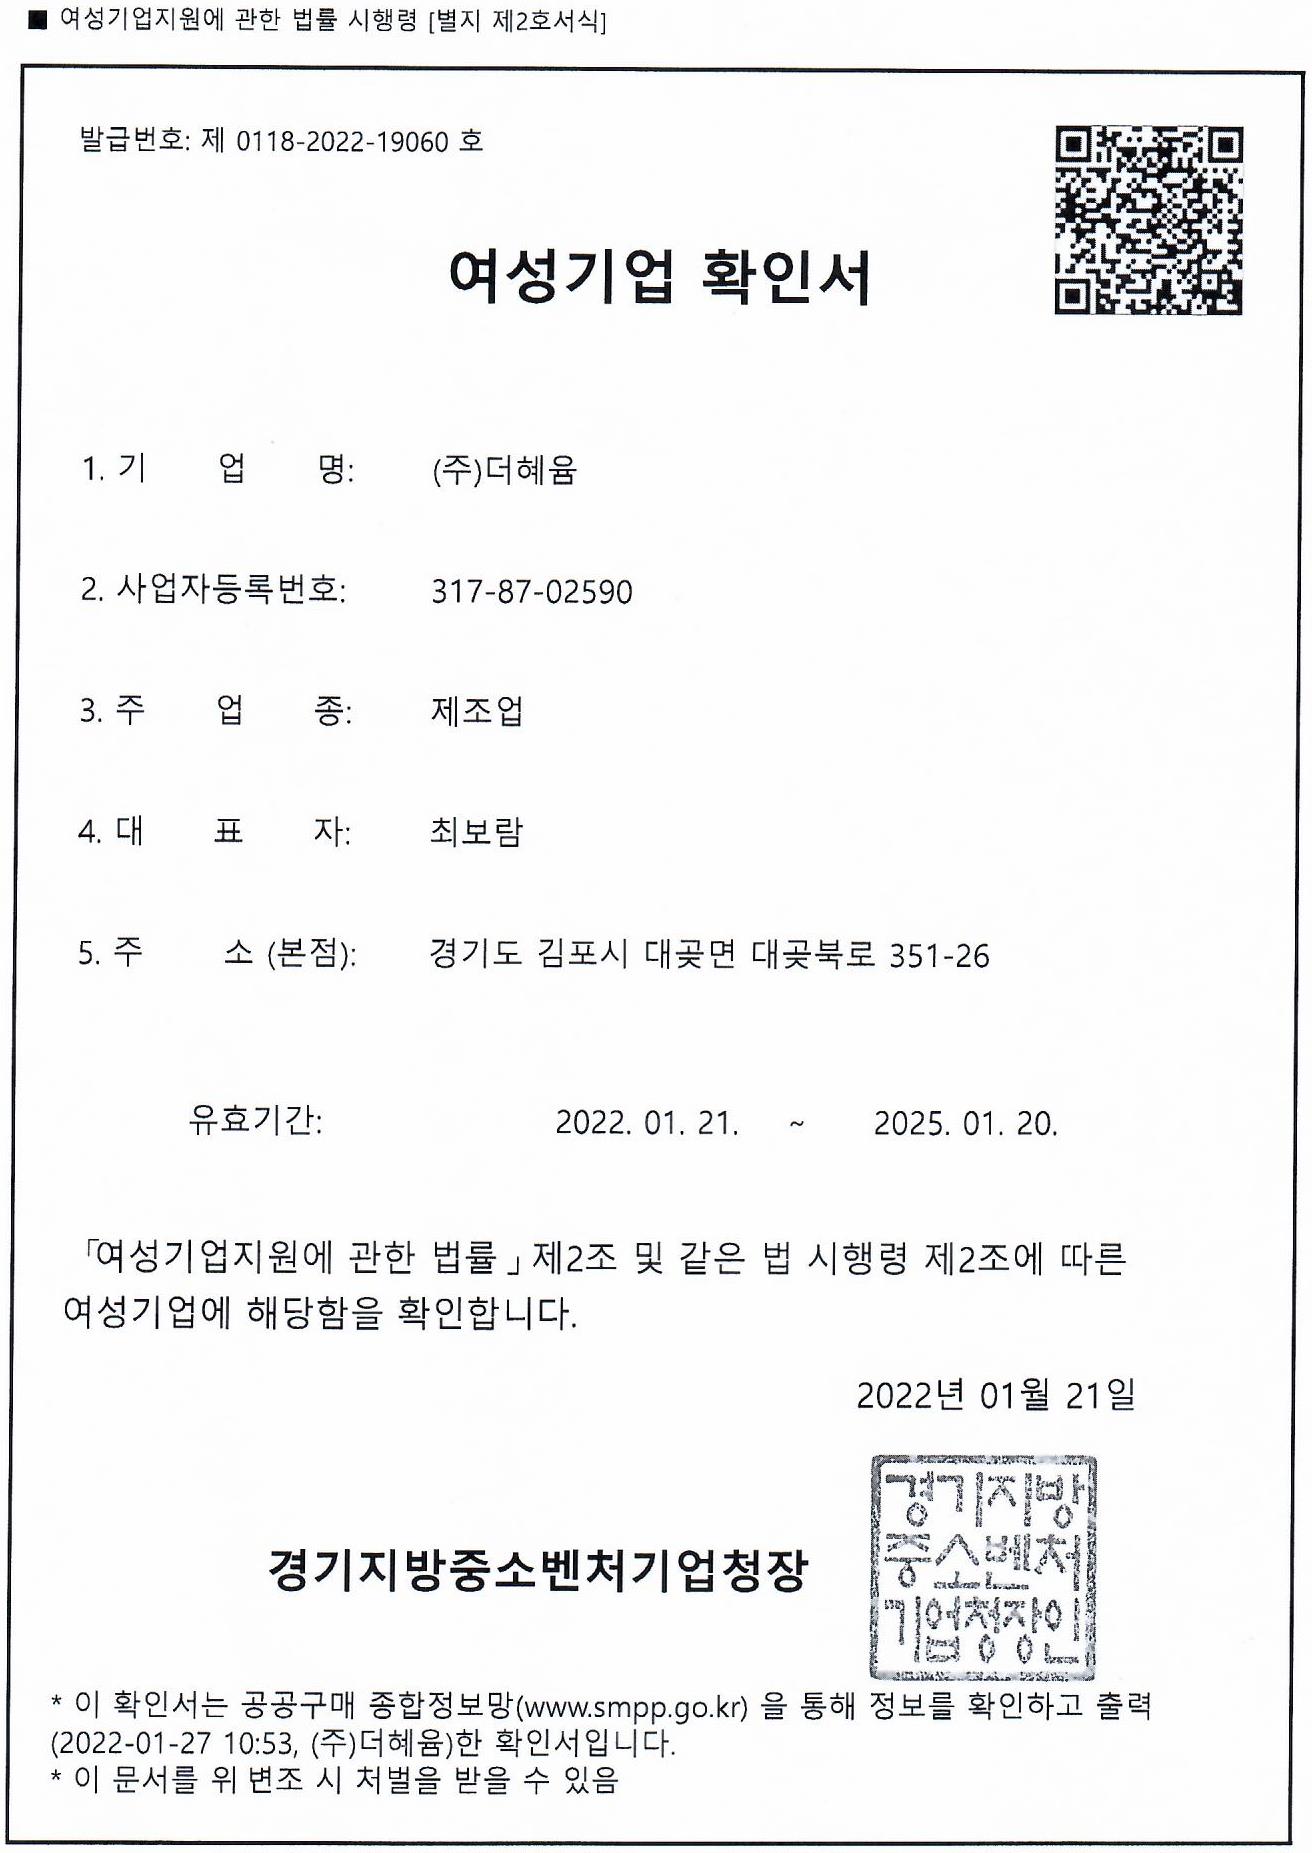 ■ 여성기업지원에 관한 법률 시행령 [별지 제2호서식]
발급번호: 제 0118-2022-19060 호
여성기업 확인서
1. 기 업 명: (주)더혜윰
2. 사업자등록번호: 317-87-02590
3. 주 업 종: 제조업
4. 대 표 자: 최보람
5. 주 소 (본점): 경기도 김포시 대곶면 대곶북로 351-26
유효기간: 2022. 01. 21. ~ 2025. 01. 20.
「여성기업지원에 관한 법률」제2조 및 같은 법 시행령 제2조에 따른
여성기업에 해당함을 확인합니다.
2022년 01월 21일
경기지방중소벤처기업청장
경기지방
중소벤처
기업청장인
* 이 확인서는 공공구매 종합정보망(www.smpp.go.kr) 을 통해 정보를 확인하고 출력
(2022-01-27 10:53, (주)더혜윰)한 확인서입니다.
* 이 문서를 위 변조 시 처벌을 받을 수 있음